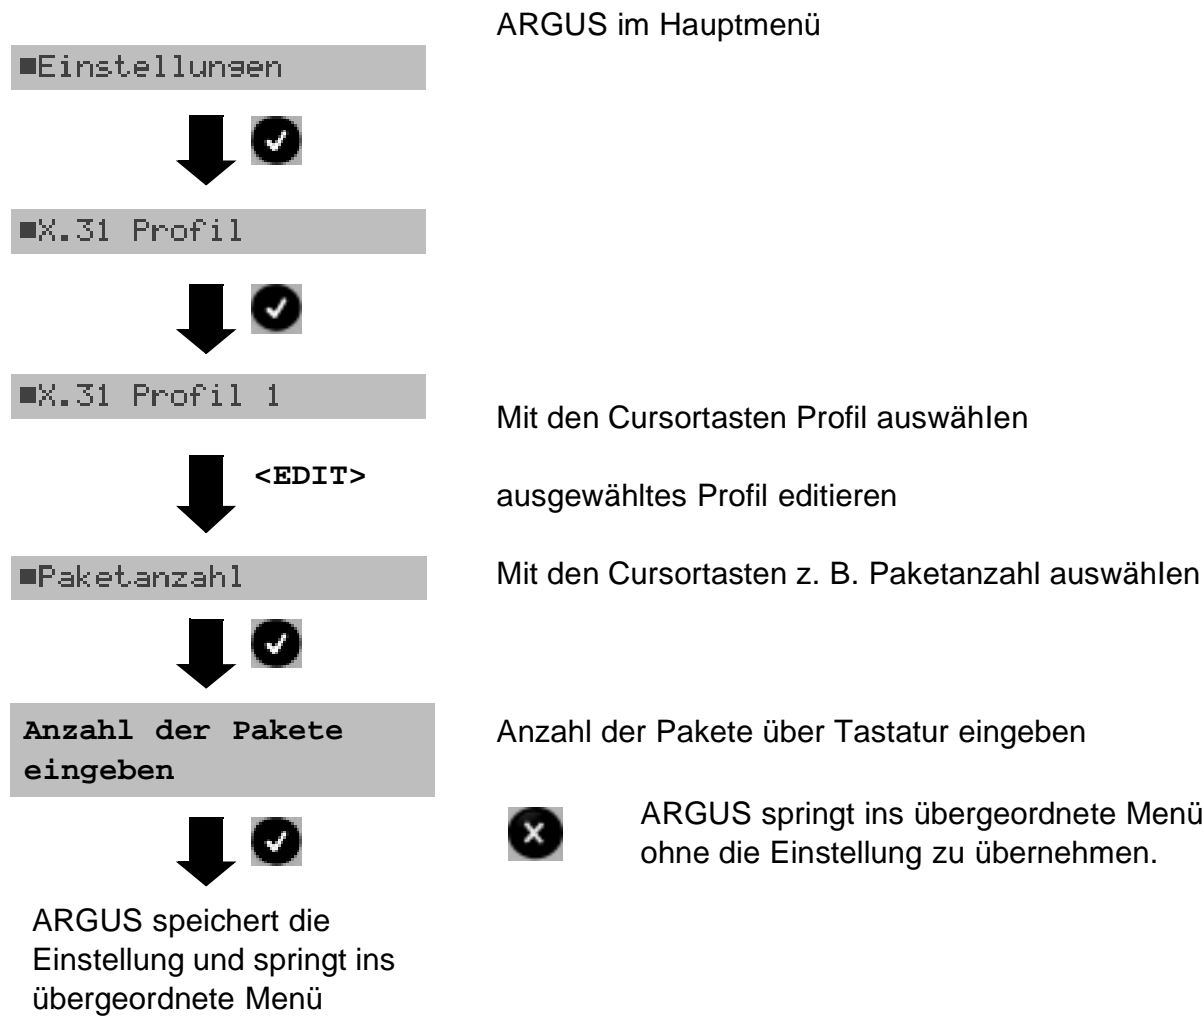 ARGUS im Hauptmenü
■Einstellungen
■X.31 Profil
■X.31 Profil 1
Mit den Cursortasten Profil auswählen
<EDIT>
ausgewähltes Profil editieren
■Paketanzahl
Mit den Cursortasten z. B. Paketanzahl auswählen
Anzahl der Pakete
eingeben
Anzahl der Pakete über Tastatur eingeben
ARGUS springt ins übergeordnete Menü
ohne die Einstellung zu übernehmen.
ARGUS speichert die
Einstellung und springt ins
übergeordnete Menü